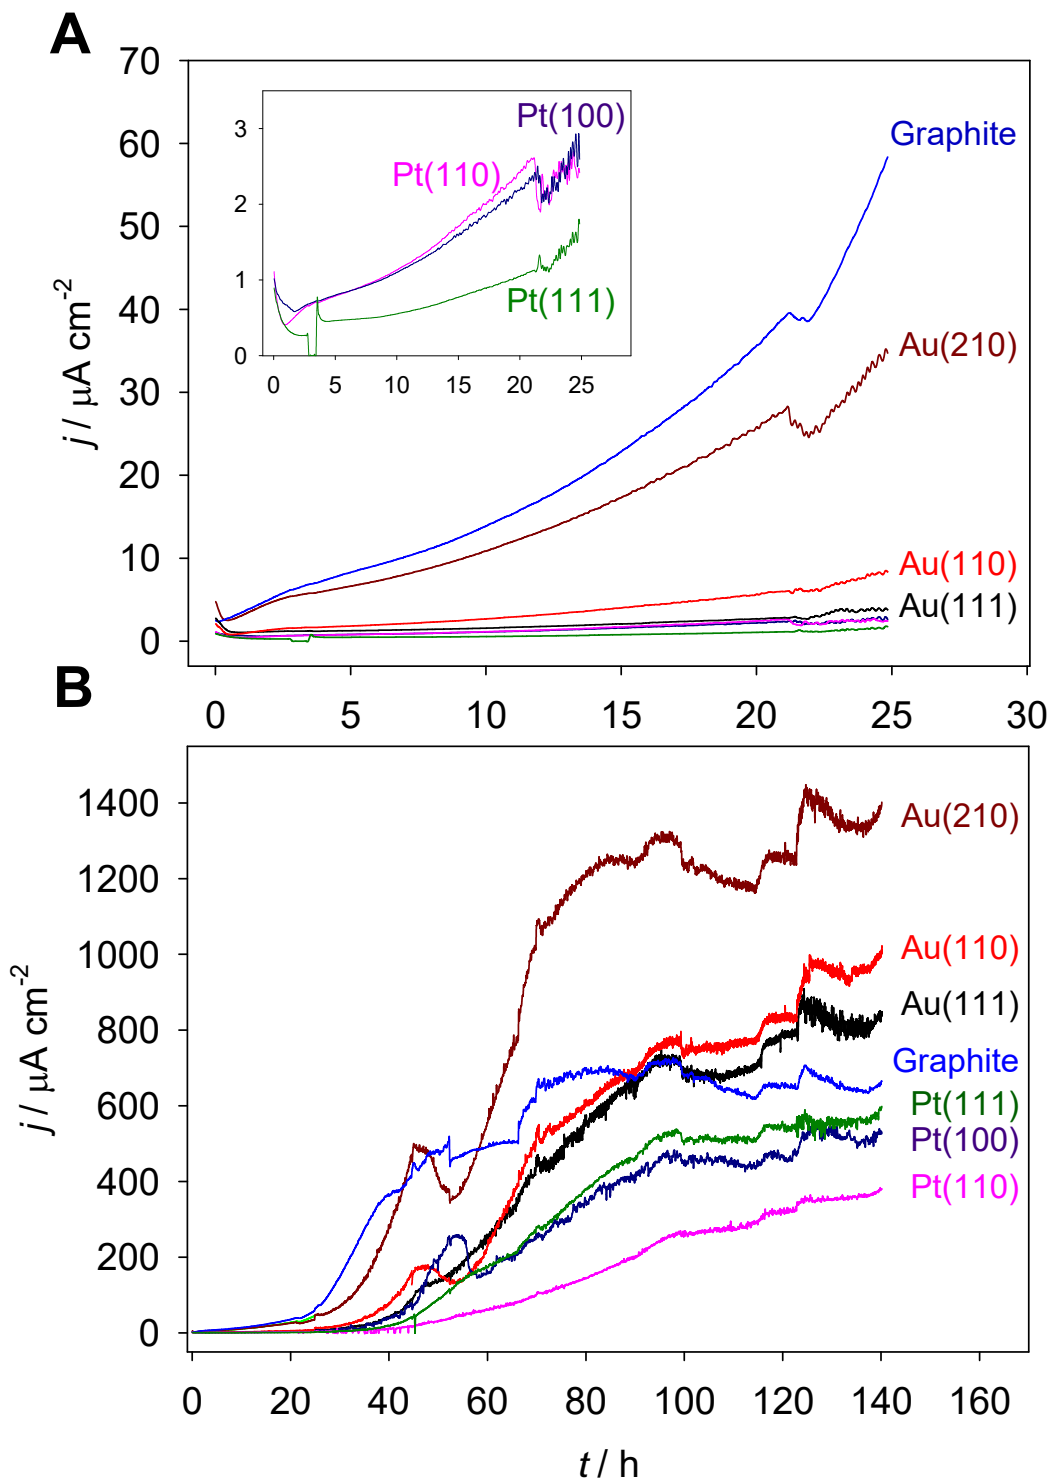 A
70
60
50
40
30
20
10
0
j / μA cm-2
Graphite
Au(210)
Au(110)
Au(111)
3
2
1
0
Pt(100)
Pt(110)
Pt(111)
0 5 10 15 20 25
0 5 10 15 20 25 30
B
1400
1200
1000
800
600
400
200
0
j / μA cm-2
Au(210)
Au(110)
Au(111)
Graphite
Pt(111)
Pt(100)
Pt(110)
0 20 40 60 80 100 120 140 160
t / h